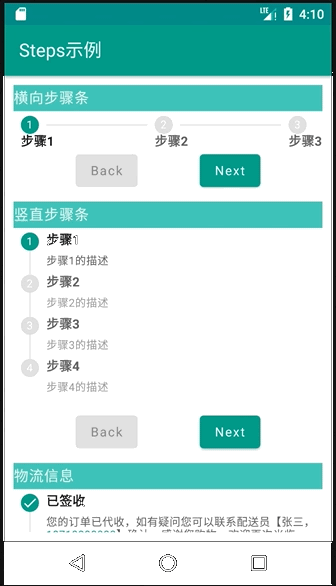 LTE 4:10
Steps示例
横向步骤条
1 2 3
步骤1 步骤2 步骤3
Back Next
竖直步骤条
1 步骤1
步骤1的描述
2 步骤2
步骤2的描述
3 步骤3
步骤3的描述
4 步骤4
步骤4的描述
Back Next
物流信息
已签收
您的订单已代收，如有疑问您可以联系配送员【张三，